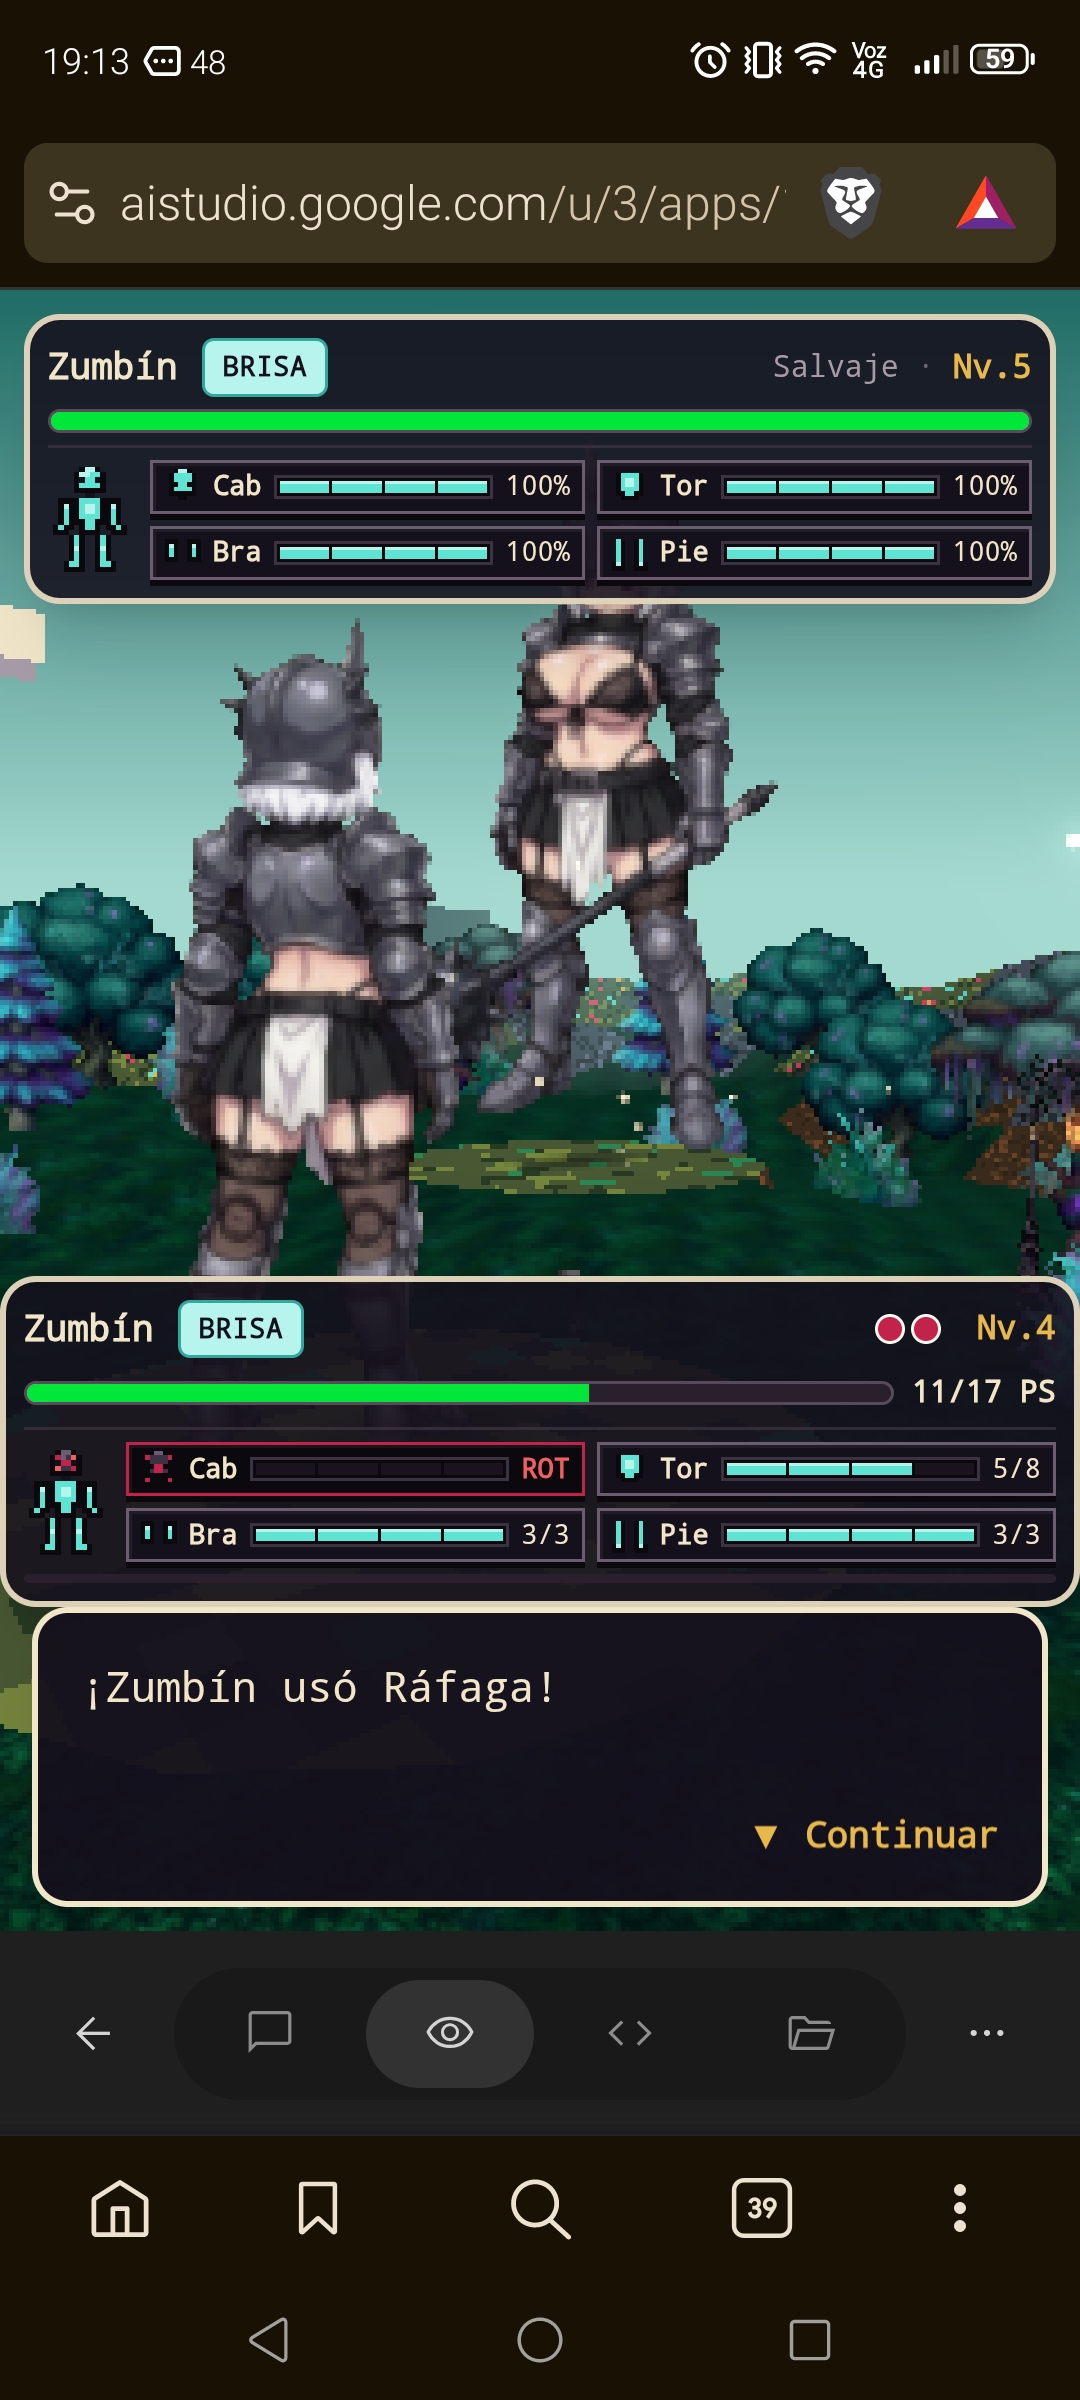 19:13 48 Voz 4G 59
aistudio.google.com/u/3/apps/
Zumbín BRISA Salvaje · Nv.5
Cab 100% Tor 100%
Bra 100% Pie 100%
Zumbín BRISA Nv.4
11/17 PS
Cab ROT Tor 5/8
Bra 3/3 Pie 3/3
¡Zumbín usó Ráfaga!
▼ Continuar
39